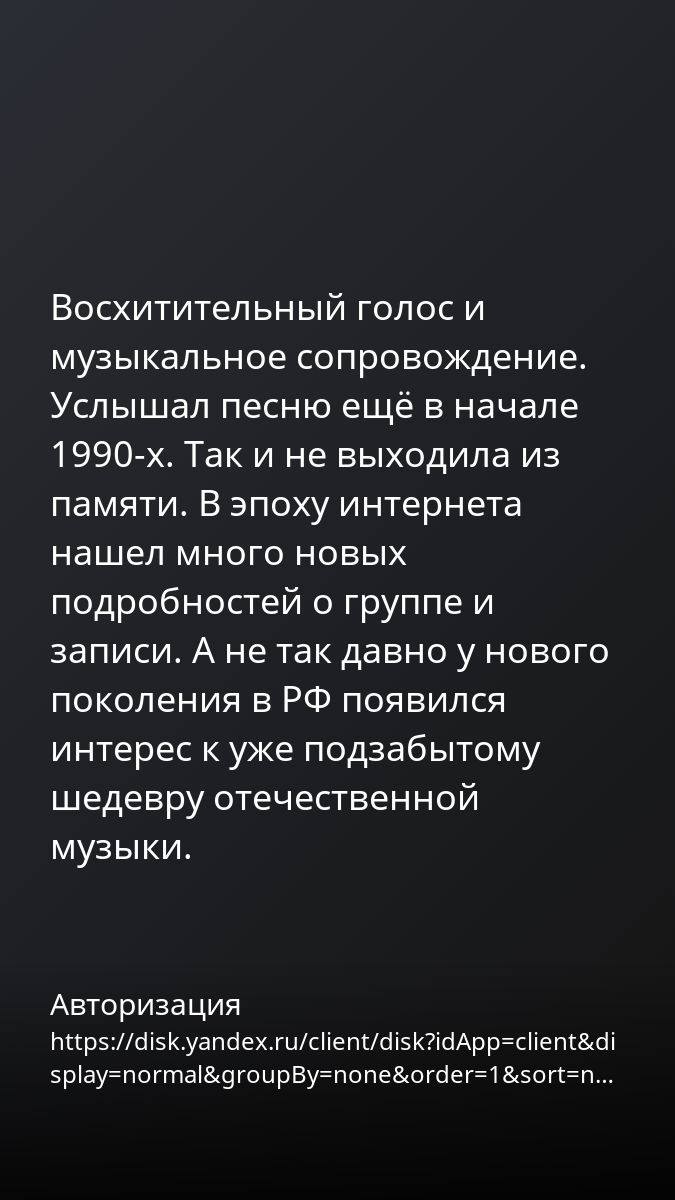 Восхитительный голос и
музыкальное сопровождение.
Услышал песню ещё в начале
1990-х. Так и не выходила из
памяти. В эпоху интернета
нашел много новых
подробностей о группе и
записи. А не так давно у нового
поколения в РФ появился
интерес к уже подзабытому
шедевру отечественной
музыки.
Авторизация
https://disk.yandex.ru/client/disk?idApp=client&di
splay=normal&groupBy=none&order=1&sort=n...